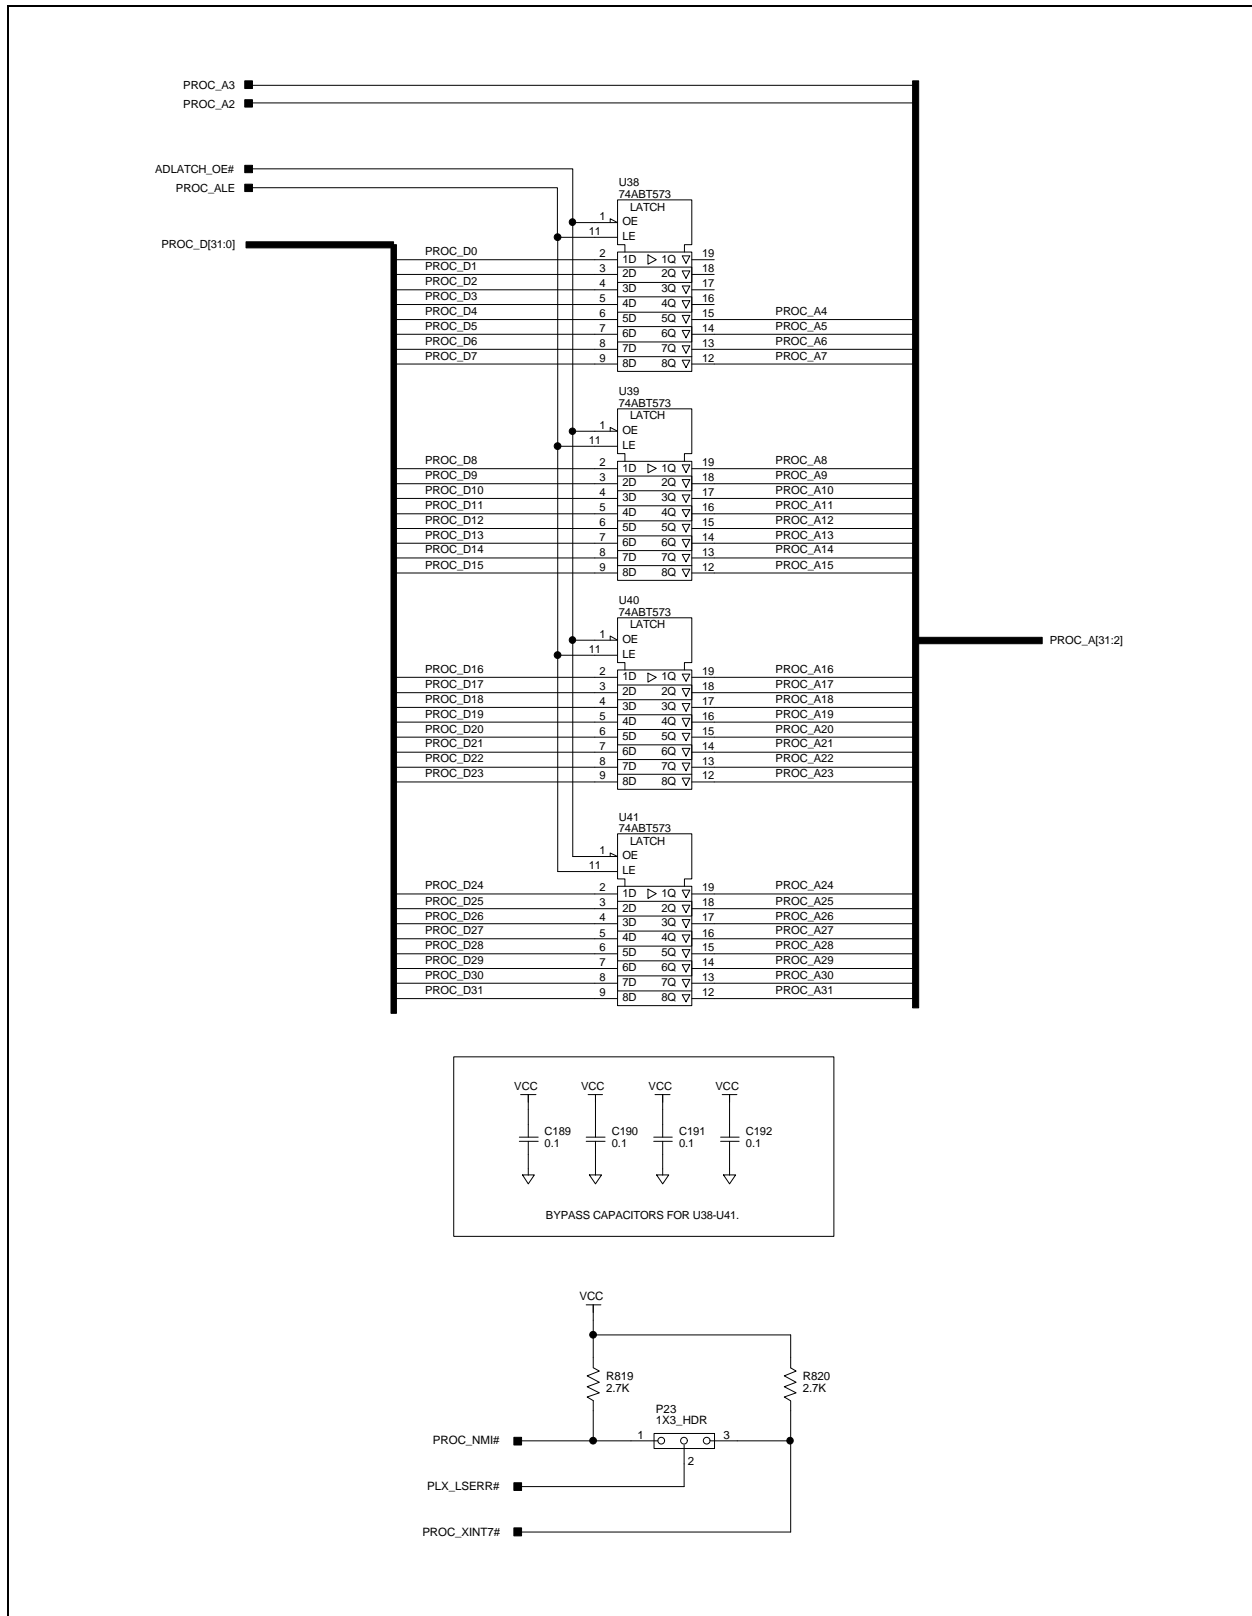 PROC_A3
PROC_A2
ADLATCH_OE#
PROC_ALE
PROC_D[31:0]
U38
74ABT573
LATCH
1 OE
11 LE
PROC_D0 2 1D 1Q 19
PROC_D1 3 2D 2Q 18
PROC_D2 4 3D 3Q 17
PROC_D3 5 4D 4Q 16
PROC_D4 6 5D 5Q 15 PROC_A4
PROC_D5 7 6D 6Q 14 PROC_A5
PROC_D6 8 7D 7Q 13 PROC_A6
PROC_D7 9 8D 8Q 12 PROC_A7
U39
74ABT573
LATCH
1 OE
11 LE
PROC_D8 2 1D 1Q 19 PROC_A8
PROC_D9 3 2D 2Q 18 PROC_A9
PROC_D10 4 3D 3Q 17 PROC_A10
PROC_D11 5 4D 4Q 16 PROC_A11
PROC_D12 6 5D 5Q 15 PROC_A12
PROC_D13 7 6D 6Q 14 PROC_A13
PROC_D14 8 7D 7Q 13 PROC_A14
PROC_D15 9 8D 8Q 12 PROC_A15
U40
74ABT573
LATCH
1 OE
11 LE
PROC_A[31:2]
PROC_D16 2 1D 1Q 19 PROC_A16
PROC_D17 3 2D 2Q 18 PROC_A17
PROC_D18 4 3D 3Q 17 PROC_A18
PROC_D19 5 4D 4Q 16 PROC_A19
PROC_D20 6 5D 5Q 15 PROC_A20
PROC_D21 7 6D 6Q 14 PROC_A21
PROC_D22 8 7D 7Q 13 PROC_A22
PROC_D23 9 8D 8Q 12 PROC_A23
U41
74ABT573
LATCH
1 OE
11 LE
PROC_D24 2 1D 1Q 19 PROC_A24
PROC_D25 3 2D 2Q 18 PROC_A25
PROC_D26 4 3D 3Q 17 PROC_A26
PROC_D27 5 4D 4Q 16 PROC_A27
PROC_D28 6 5D 5Q 15 PROC_A28
PROC_D29 7 6D 6Q 14 PROC_A29
PROC_D30 8 7D 7Q 13 PROC_A30
PROC_D31 9 8D 8Q 12 PROC_A31
VCC VCC VCC VCC
C189 C190 C191 C192
0.1 0.1 0.1 0.1
BYPASS CAPACITORS FOR U38-U41.
VCC
R819 R820
2.7K 2.7K
P23
1X3_HDR
PROC_NMI# 1 3
2
PLX_LSERR#
PROC_XINT7#